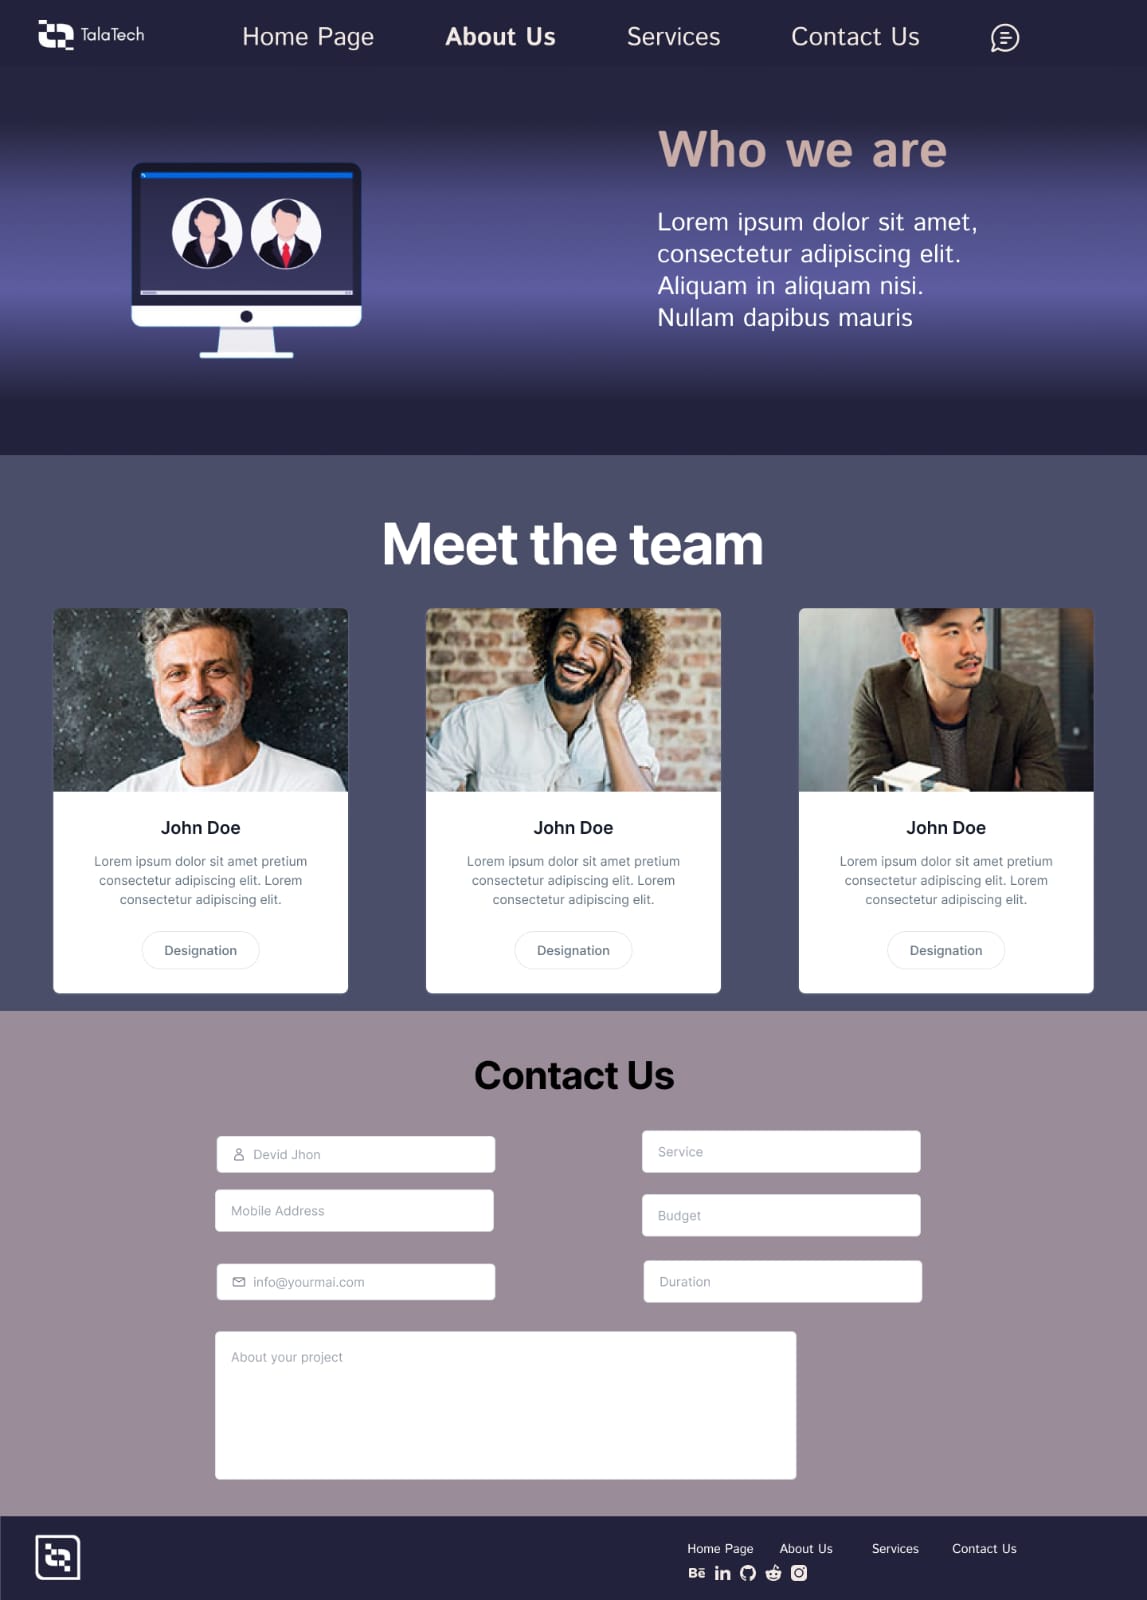 TalaTech
Home Page
About Us
Services
Contact Us
Who we are
Lorem ipsum dolor sit amet,
consectetur adipiscing elit.
Aliquam in aliquam nisi.
Nullam dapibus mauris
Meet the team
John Doe
Lorem ipsum dolor sit amet pretium
consectetur adipiscing elit. Lorem
consectetur adipiscing elit.
Designation
John Doe
Lorem ipsum dolor sit amet pretium
consectetur adipiscing elit. Lorem
consectetur adipiscing elit.
Designation
John Doe
Lorem ipsum dolor sit amet pretium
consectetur adipiscing elit. Lorem
consectetur adipiscing elit.
Designation
Contact Us
Devid Jhon
Service
Mobile Address
Budget
info@yourmai.com
Duration
About your project
Home Page
About Us
Services
Contact Us
Bē in